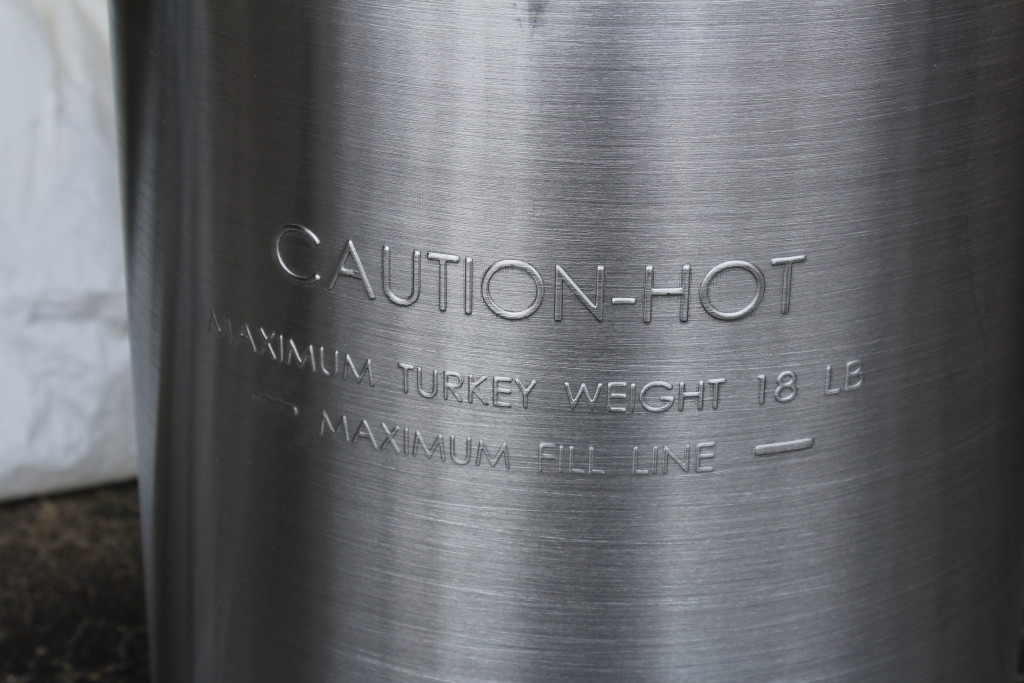 CAUTION-HOT
MAXIMUM TURKEY WEIGHT 18 LB
— MAXIMUM FILL LINE —